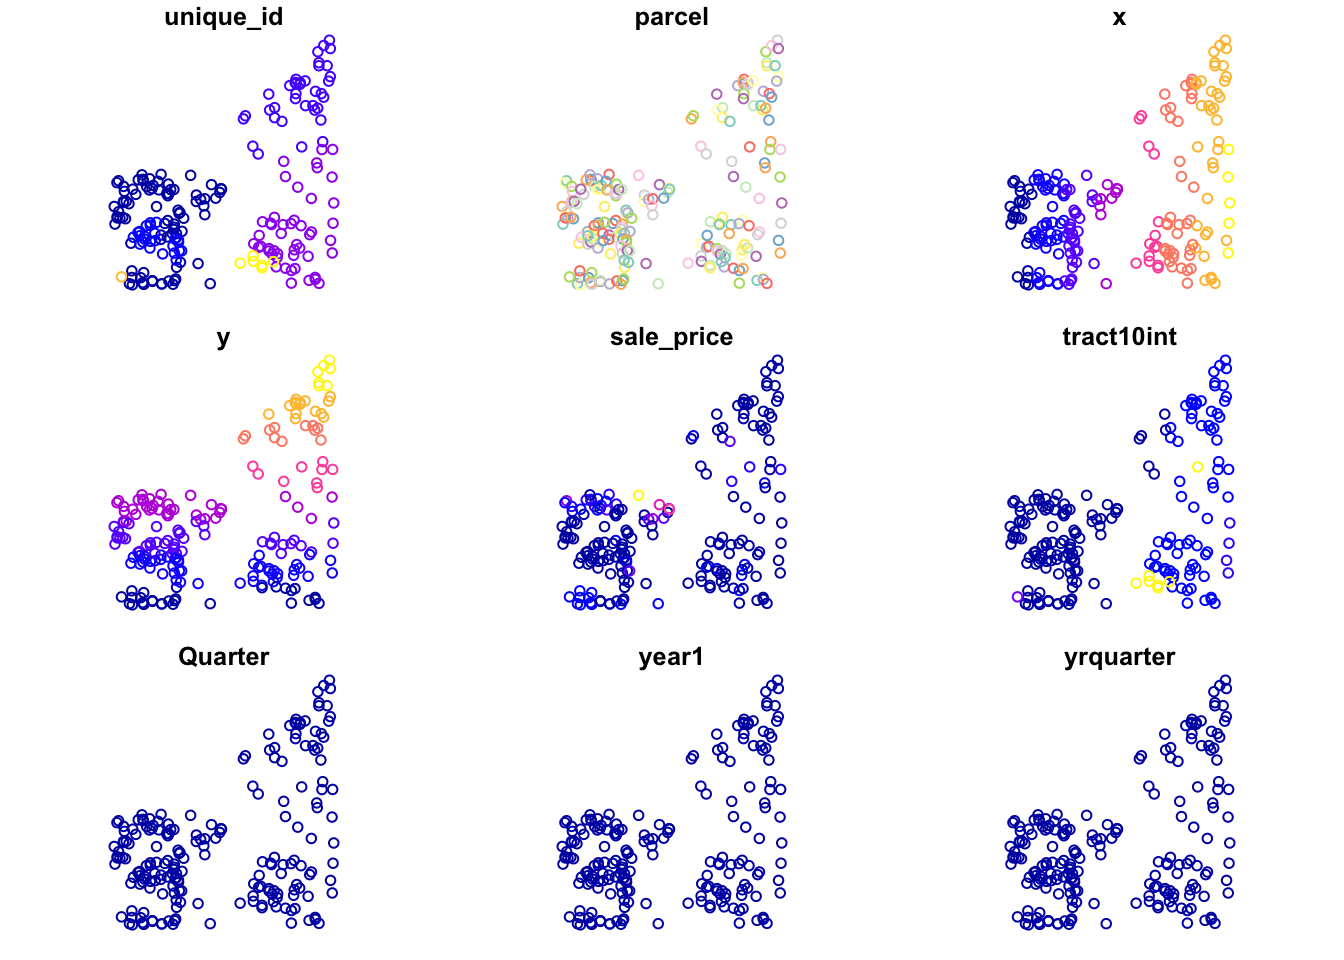 unique_id
parcel
x
y
sale_price
tract10int
Quarter
year1
yrquarter